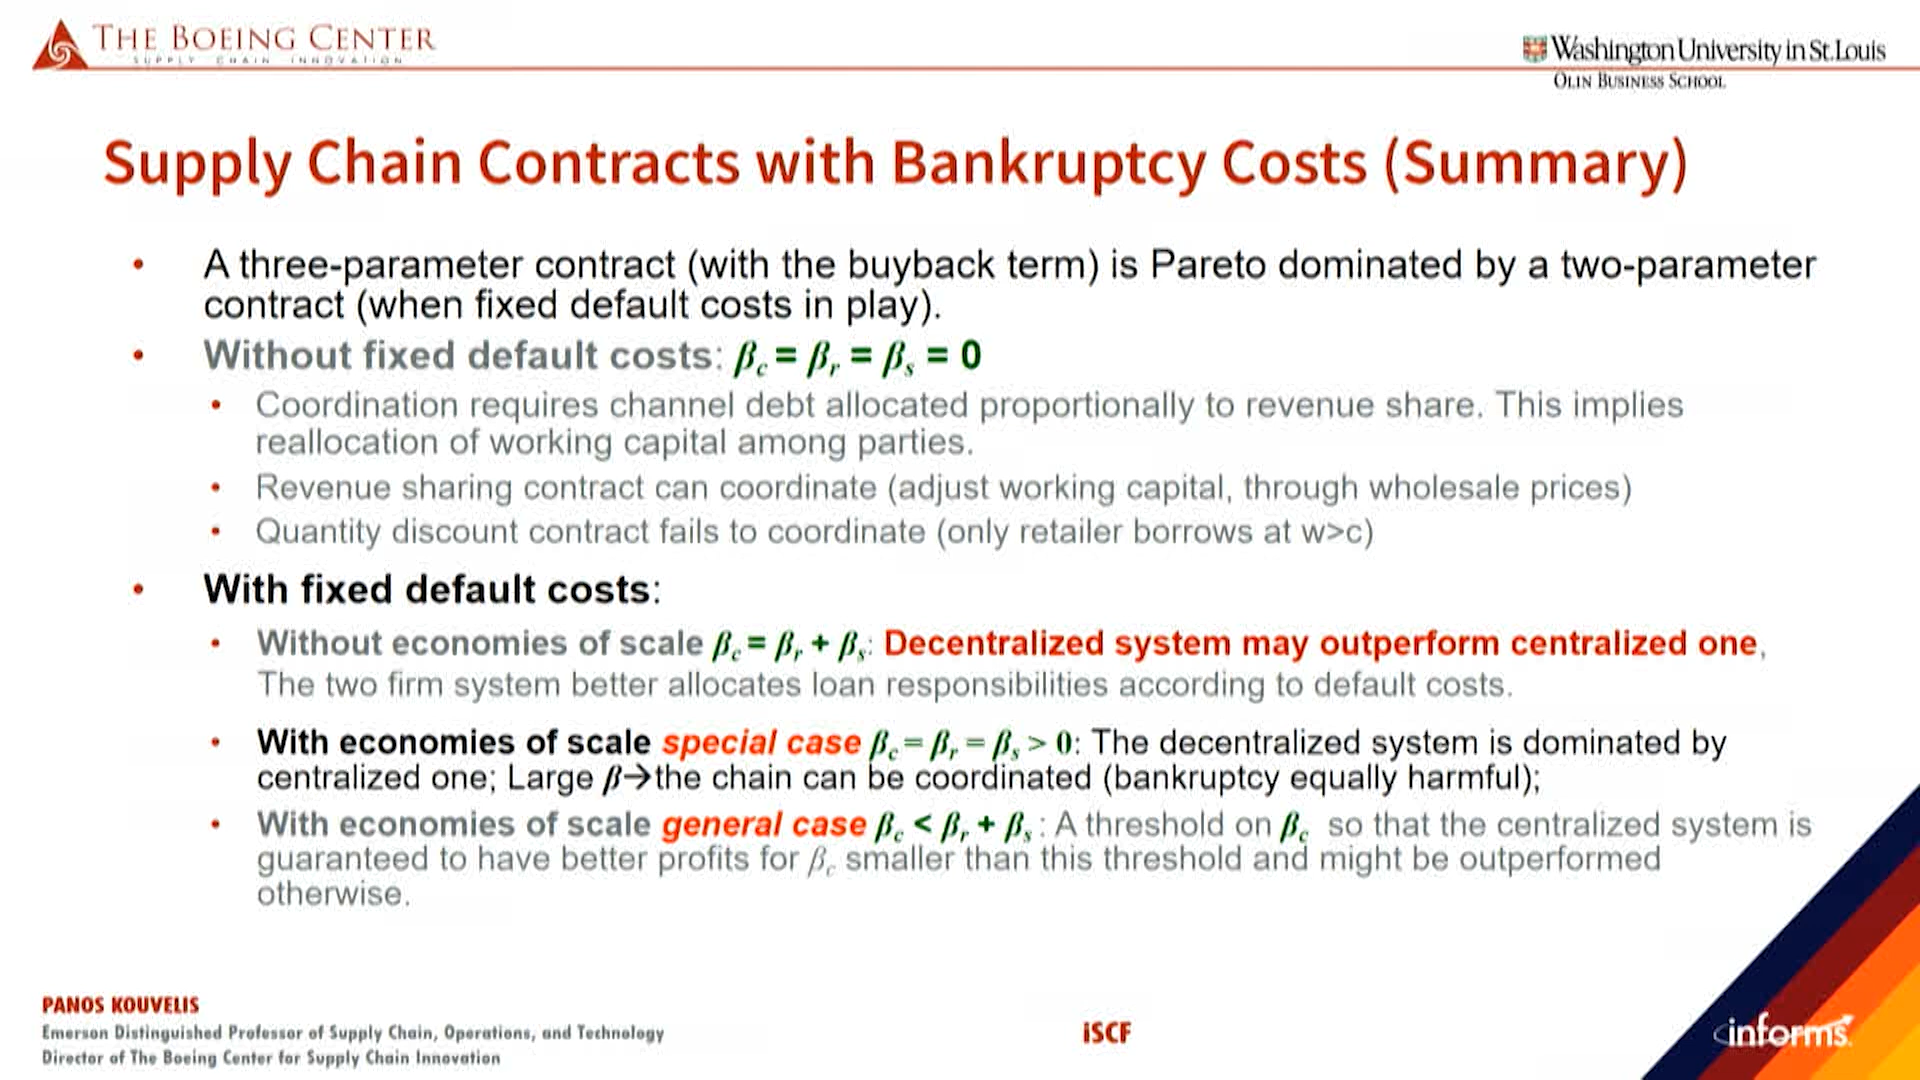 THE BOEING CENTER
SUPPLY CHAIN INNOVATION
Washington University in St. Louis
OLIN BUSINESS SCHOOL
Supply Chain Contracts with Bankruptcy Costs (Summary)
• A three-parameter contract (with the buyback term) is Pareto dominated by a two-parameter
contract (when fixed default costs in play).
• Without fixed default costs: βc = βr = βs = 0
• Coordination requires channel debt allocated proportionally to revenue share. This implies
reallocation of working capital among parties.
• Revenue sharing contract can coordinate (adjust working capital, through wholesale prices)
• Quantity discount contract fails to coordinate (only retailer borrows at w>c)
• With fixed default costs:
• Without economies of scale βc = βr + βs: Decentralized system may outperform centralized one,
The two firm system better allocates loan responsibilities according to default costs.
• With economies of scale special case βc = βr = βs > 0: The decentralized system is dominated by
centralized one; Large β→the chain can be coordinated (bankruptcy equally harmful);
• With economies of scale general case βc < βr + βs : A threshold on βc so that the centralized system is
guaranteed to have better profits for βc smaller than this threshold and might be outperformed
otherwise.
PANOS KOUVELIS
Emerson Distinguished Professor of Supply Chain, Operations, and Technology
Director of The Boeing Center for Supply Chain Innovation
iSCF
informs